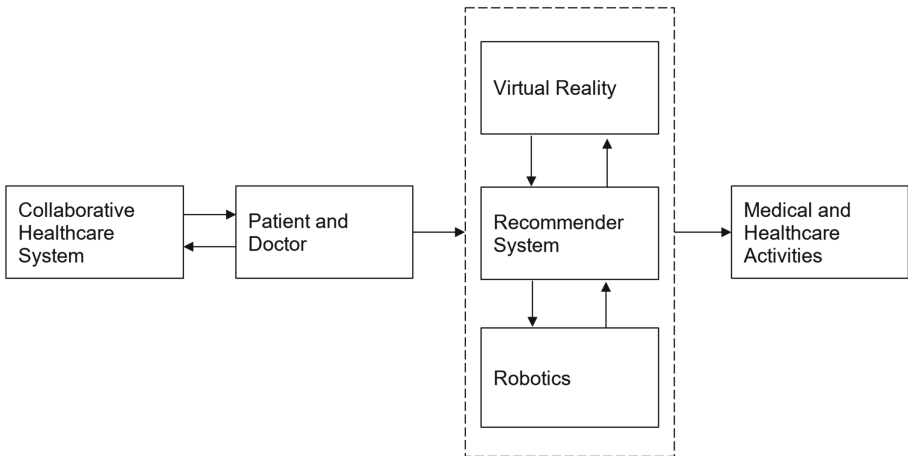 Virtual Reality
Collaborative
Healthcare
System
Patient and
Doctor
Recommender
System
Medical and
Healthcare
Activities
Robotics